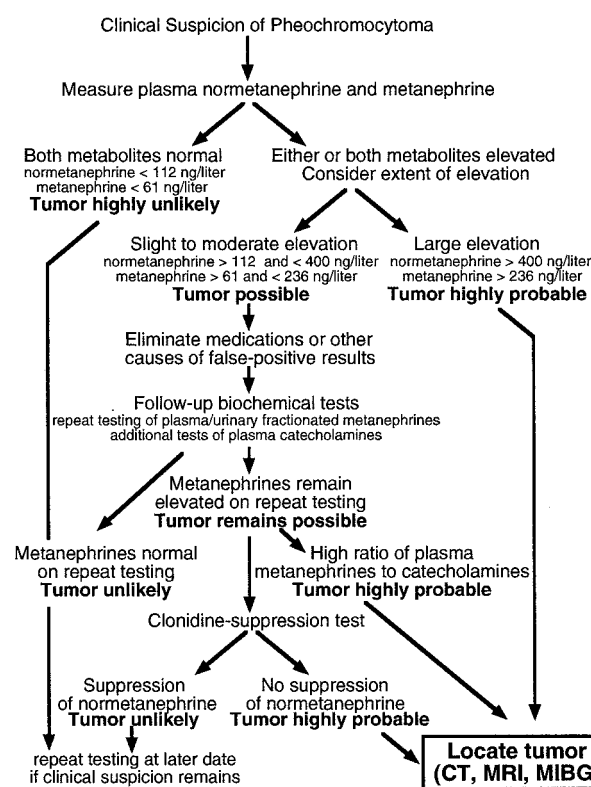 Clinical Suspicion of Pheochromocytoma
Measure plasma normetanephrine and metanephrine
Both metabolites normal
normetanephrine < 112 ng/liter
metanephrine < 61 ng/liter
Tumor highly unlikely
Either or both metabolites elevated
Consider extent of elevation
Slight to moderate elevation
normetanephrine > 112 and < 400 ng/liter
metanephrine > 61 and < 236 ng/liter
Tumor possible
Large elevation
normetanephrine > 400 ng/liter
metanephrine > 236 ng/liter
Tumor highly probable
Eliminate medications or other
causes of false-positive results
Follow-up biochemical tests
repeat testing of plasma/urinary fractionated metanephrines
additional tests of plasma catecholamines
Metanephrines remain
elevated on repeat testing
Tumor remains possible
Metanephrines normal
on repeat testing
Tumor unlikely
High ratio of plasma
metanephrines to catecholamines
Tumor highly probable
Clonidine-suppression test
Suppression
of normetanephrine
Tumor unlikely
No suppression
of normetanephrine
Tumor highly probable
repeat testing at later date
if clinical suspicion remains
Locate tumor
(CT, MRI, MIBG